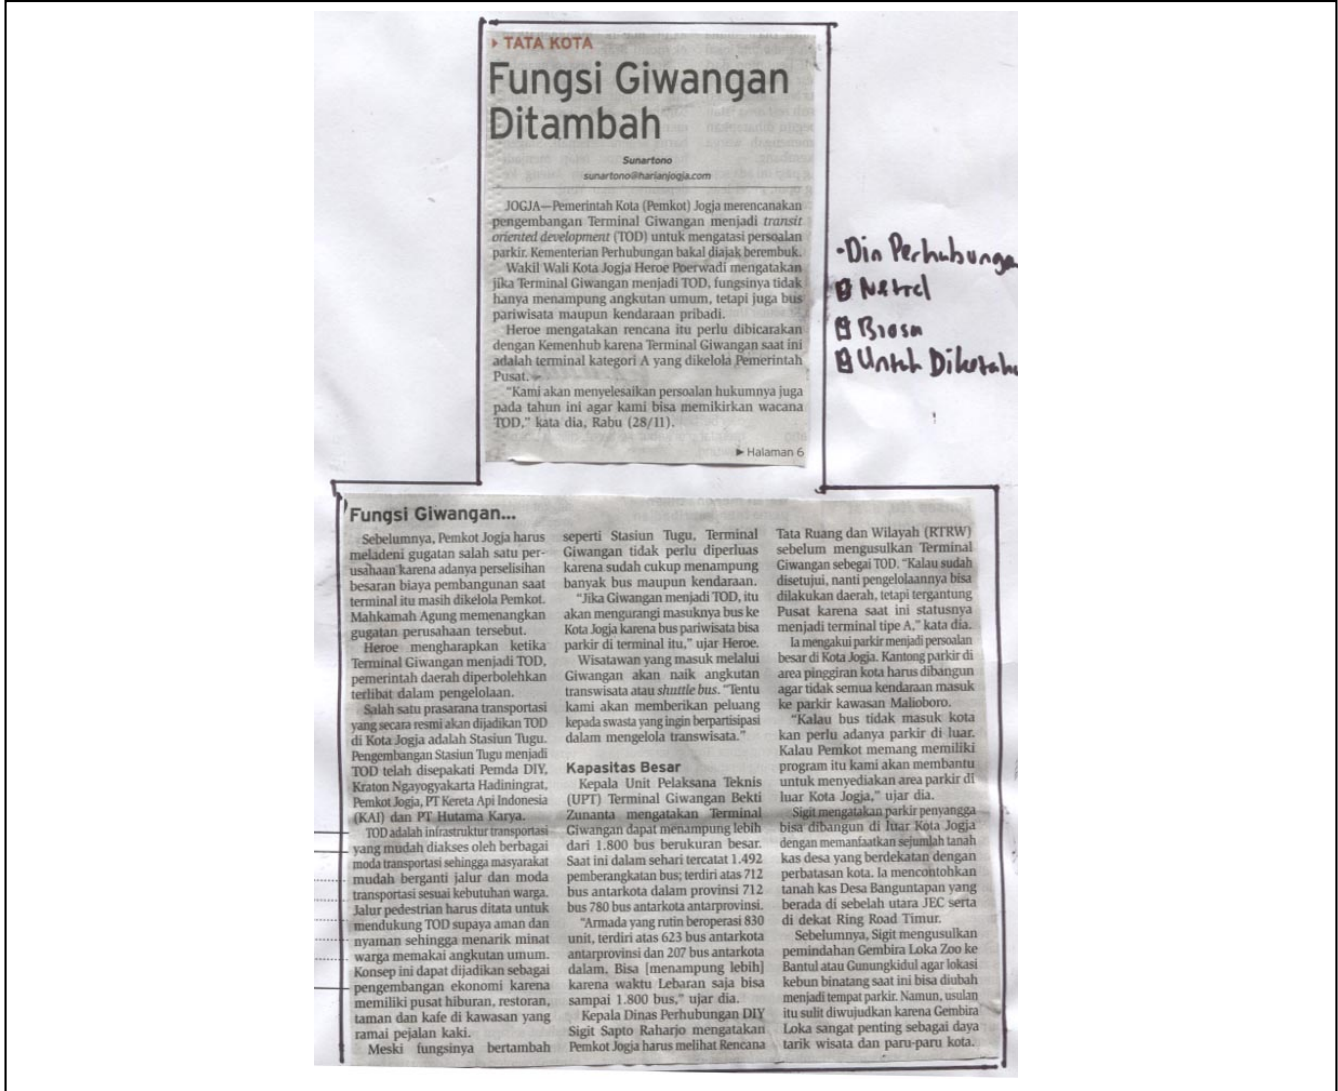 TATA KOTA
Fungsi Giwangan
Ditambah
Sunartono
sunartono@harianjogja.com
JOGJA—Pemerintah Kota (Pemkot) Jogja merencanakan
pengembangan Terminal Giwangan menjadi transit
oriented development (TOD) untuk mengatasi persoalan
parkir. Kementerian Perhubungan bakal diajak berembuk.
Wakil Wali Kota Jogja Heroe Poerwadi mengatakan
jika Terminal Giwangan menjadi TOD, fungsinya tidak
hanya menampung angkutan umum, tetapi juga bus
pariwisata maupun kendaraan pribadi.
Heroe mengatakan rencana itu perlu dibicarakan
dengan Kemenhub karena Terminal Giwangan saat ini
adalah terminal kategori A yang dikelola Pemerintah
Pusat.
"Kami akan menyelesaikan persoalan hukumnya juga
pada tahun ini agar kami bisa memikirkan wacana
TOD," kata dia, Rabu (28/11).
► Halaman 6
-Din Perhubunga
Netral
Biasa
Untuk Diketahu
Fungsi Giwangan...
Sebelumnya, Pemkot Jogja harus
meladeni gugatan salah satu per-
usahaan karena adanya perselisihan
besaran biaya pembangunan saat
terminal itu masih dikelola Pemkot.
Mahkamah Agung memenangkan
gugatan perusahaan tersebut.
Heroe mengharapkan ketika
Terminal Giwangan menjadi TOD,
pemerintah daerah diperbolehkan
terlibat dalam pengelolaan.
Salah satu prasarana transportasi
yang secara resmi akan dijadikan TOD
di Kota Jogja adalah Stasiun Tugu.
Pengembangan Stasiun Tugu menjadi
TOD telah disepakati Pemda DIY,
Kraton Ngayogyakarta Hadiningrat,
Pemkot Jogja, PT Kereta Api Indonesia
(KAI) dan PT Hutama Karya.
TOD adalah infrastruktur transportasi
yang mudah diakses oleh berbagai
moda transportasi sehingga masyarakat
mudah berganti jalur dan moda
transportasi sesuai kebutuhan warga.
Jalur pedestrian harus ditata untuk
mendukung TOD supaya aman dan
nyaman sehingga menarik minat
warga memakai angkutan umum.
Konsep ini dapat dijadikan sebagai
pengembangan ekonomi karena
memiliki pusat hiburan, restoran,
taman dan kafe di kawasan yang
ramai pejalan kaki.
Meski fungsinya bertambah
seperti Stasiun Tugu, Terminal
Giwangan tidak perlu diperluas
karena sudah cukup menampung
banyak bus maupun kendaraan.
"Jika Giwangan menjadi TOD, itu
akan mengurangi masuknya bus ke
Kota Jogja karena bus pariwisata bisa
parkir di terminal itu," ujar Heroe.
Wisatawan yang masuk melalui
Giwangan akan naik angkutan
transwisata atau shuttle bus. "Tentu
kami akan memberikan peluang
kepada swasta yang ingin berpartisipasi
dalam mengelola transwisata."
Kapasitas Besar
Kepala Unit Pelaksana Teknis
(UPT) Terminal Giwangan Bekti
Zunanta mengatakan Terminal
Giwangan dapat menampung lebih
dari 1.800 bus berukuran besar.
Saat ini dalam sehari tercatat 1.492
pemberangkatan bus; terdiri atas 712
bus antarkota dalam provinsi 712
bus 780 bus antarkota antarprovinsi.
"Armada yang rutin beroperasi 830
unit, terdiri atas 623 bus antarkota
antarprovinsi dan 207 bus antarkota
dalam. Bisa [menampung lebih]
karena waktu Lebaran saja bisa
sampai 1.800 bus," ujar dia.
Kepala Dinas Perhubungan DIY
Sigit Sapto Raharjo mengatakan
Pemkot Jogja harus melihat Rencana
Tata Ruang dan Wilayah (RTRW)
sebelum mengusulkan Terminal
Giwangan sebegai TOD. "Kalau sudah
disetujui, nanti pengelolaannya bisa
dilakukan daerah, tetapi tergantung
Pusat karena saat ini statusnya
menjadi terminal tipe A," kata dia.
Ia mengakui parkir menjadi persoalan
besar di Kota Jogja. Kantong parkir di
area pinggiran kota harus dibangun
agar tidak semua kendaraan masuk
ke parkir kawasan Malioboro.
"Kalau bus tidak masuk kota
kan perlu adanya parkir di luar.
Kalau Pemkot memang memiliki
program itu kami akan membantu
untuk menyediakan area parkir di
luar Kota Jogja," ujar dia.
Sigit mengatakan parkir penyangga
bisa dibangun di luar Kota Jogja
dengan memanfaatkan sejumlah tanah
kas desa yang berdekatan dengan
perbatasan kota. Ia mencontohkan
tanah kas Desa Banguntapan yang
berada di sebelah utara JEC serta
di dekat Ring Road Timur.
Sebelumnya, Sigit mengusulkan
pemindahan Gembira Loka Zoo ke
Bantul atau Gunungkidul agar lokasi
kebun binatang saat ini bisa diubah
menjadi tempat parkir. Namun, usulan
itu sulit diwujudkan karena Gembira
Loka sangat penting sebagai daya
tarik wisata dan paru-paru kota.